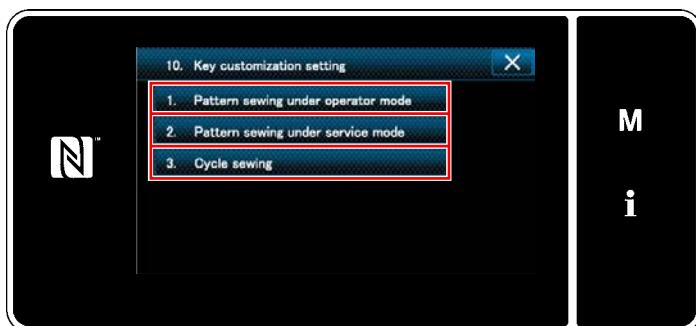 10. Key customization setting
1. Pattern sewing under operator mode
2. Pattern sewing under service mode
3. Cycle sewing
N
M
i